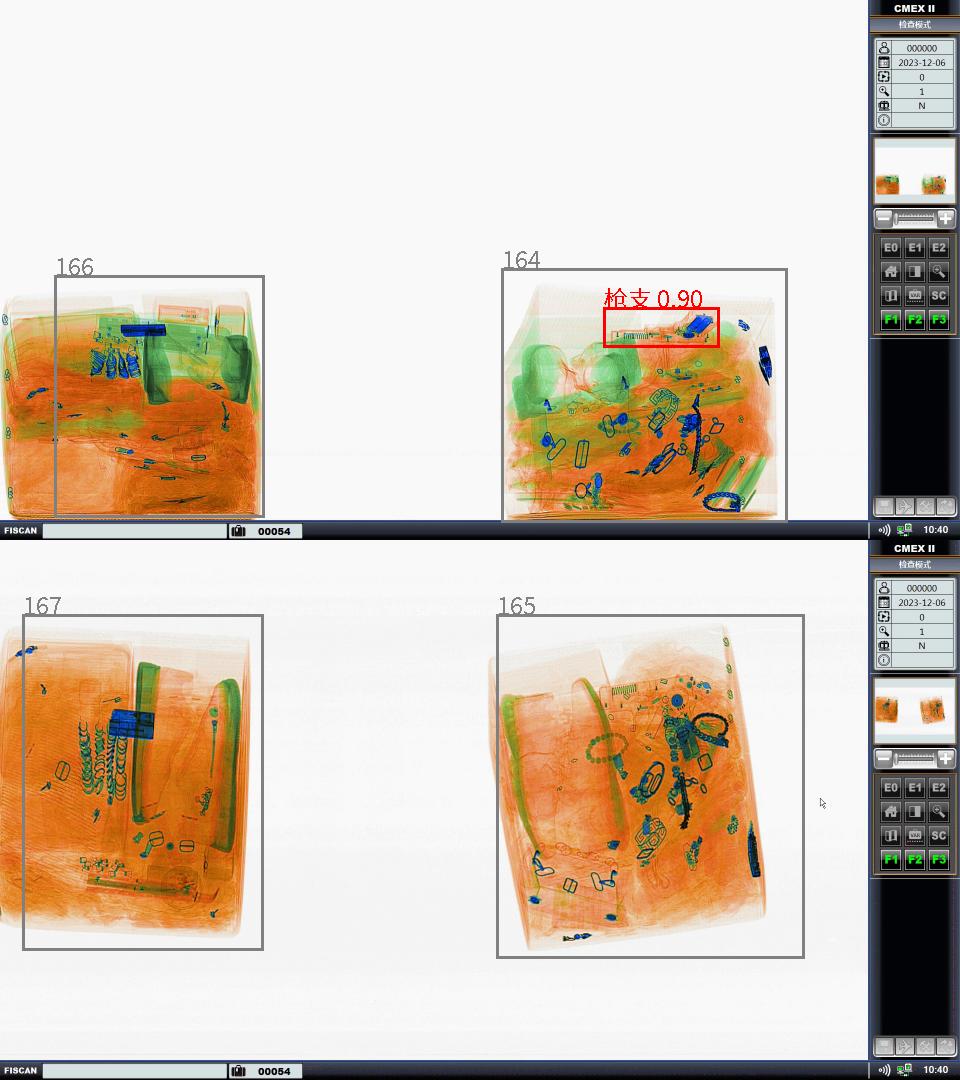 CMEX II
检查模式
000000
2023-12-06
0
1
N
E0 E1 E2
VAR SC
F1 F2 F3
166
164
枪支 0.90
FISCAN
00054
10:40
CMEX II
检查模式
000000
2023-12-06
0
1
N
E0 E1 E2
VAR SC
F1 F2 F3
167
165
FISCAN
00054
10:40